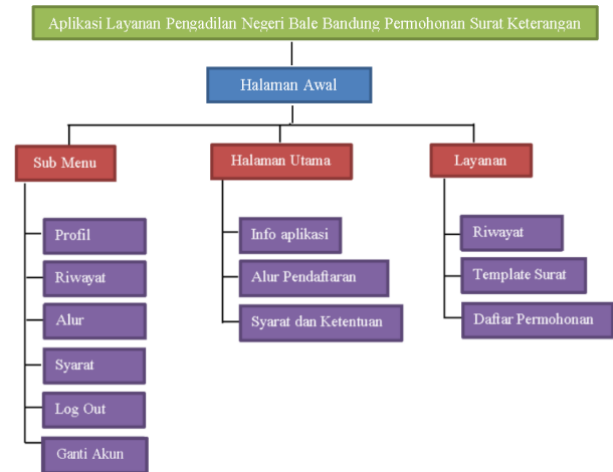 Aplikasi Layanan Pengadilan Negeri Bale Bandung Permohonan Surat Keterangan
Halaman Awal
Sub Menu
Profil
Riwayat
Alur
Syarat
Log Out
Ganti Akun
Halaman Utama
Info aplikasi
Alur Pendaftaran
Syarat dan Ketentuan
Layanan
Riwayat
Template Surat
Daftar Permohonan